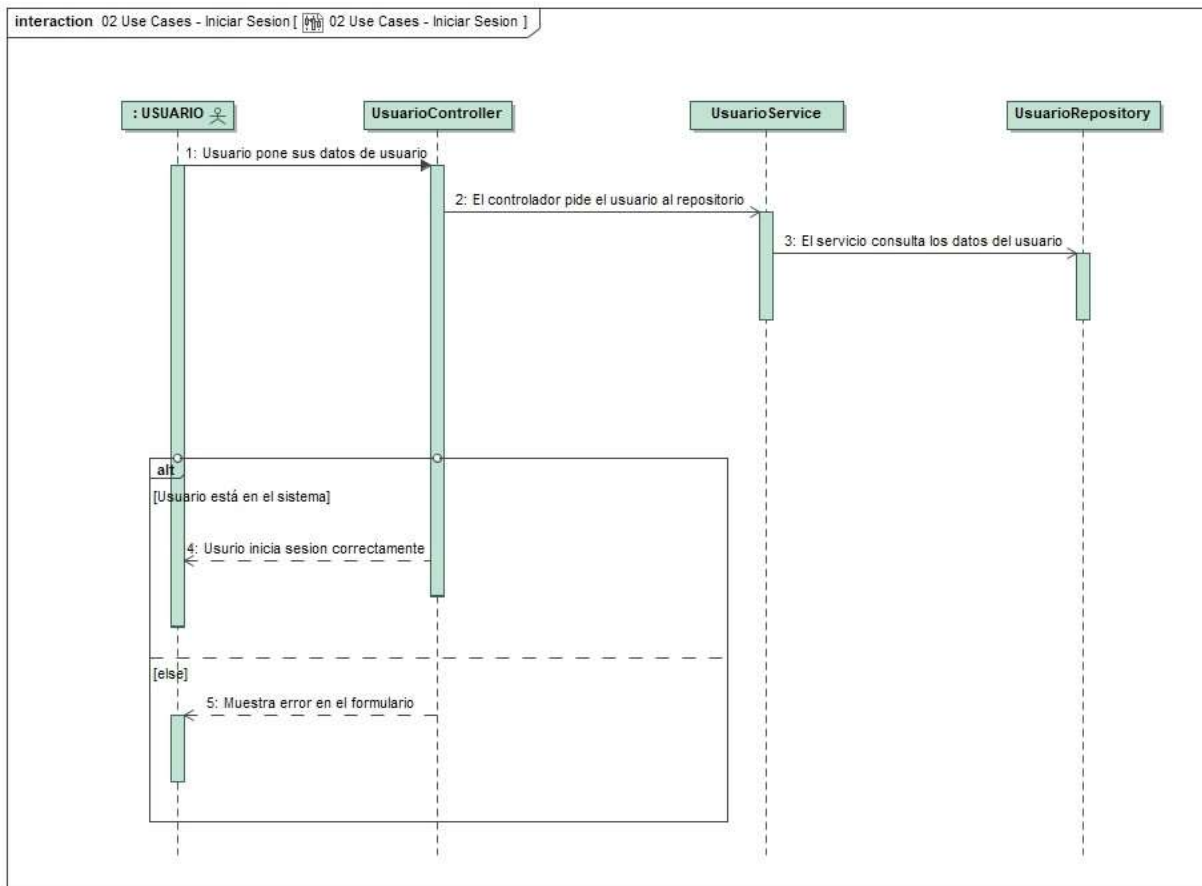 interaction 02 Use Cases - Iniciar Sesion [ 02 Use Cases - Iniciar Sesion ]
: USUARIO
UsuarioController
UsuarioService
UsuarioRepository
1: Usuario pone sus datos de usuario
2: El controlador pide el usuario al repositorio
3: El servicio consulta los datos del usuario
alt
[Usuario está en el sistema]
4: Usurio inicia sesion correctamente
[else]
5: Muestra error en el formulario